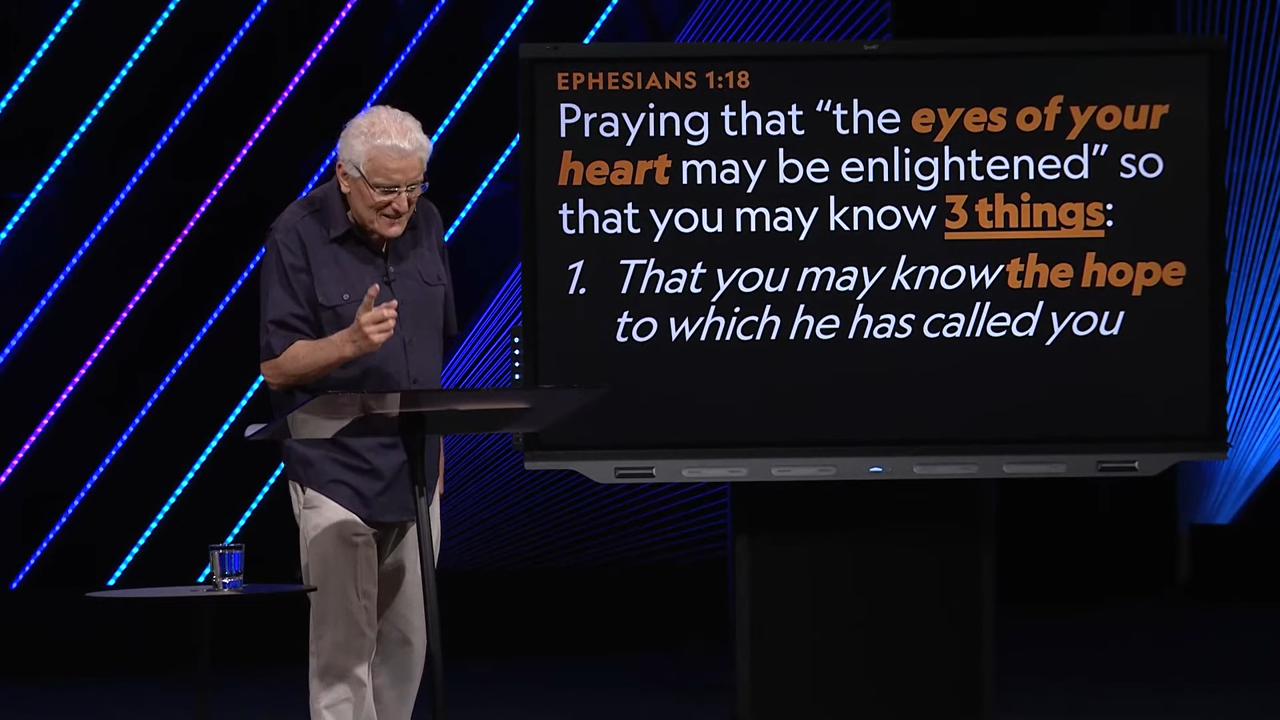 EPHESIANS 1:18
Praying that “the eyes of your
heart may be enlightened” so
that you may know 3 things:
1. That you may know the hope
to which he has called you